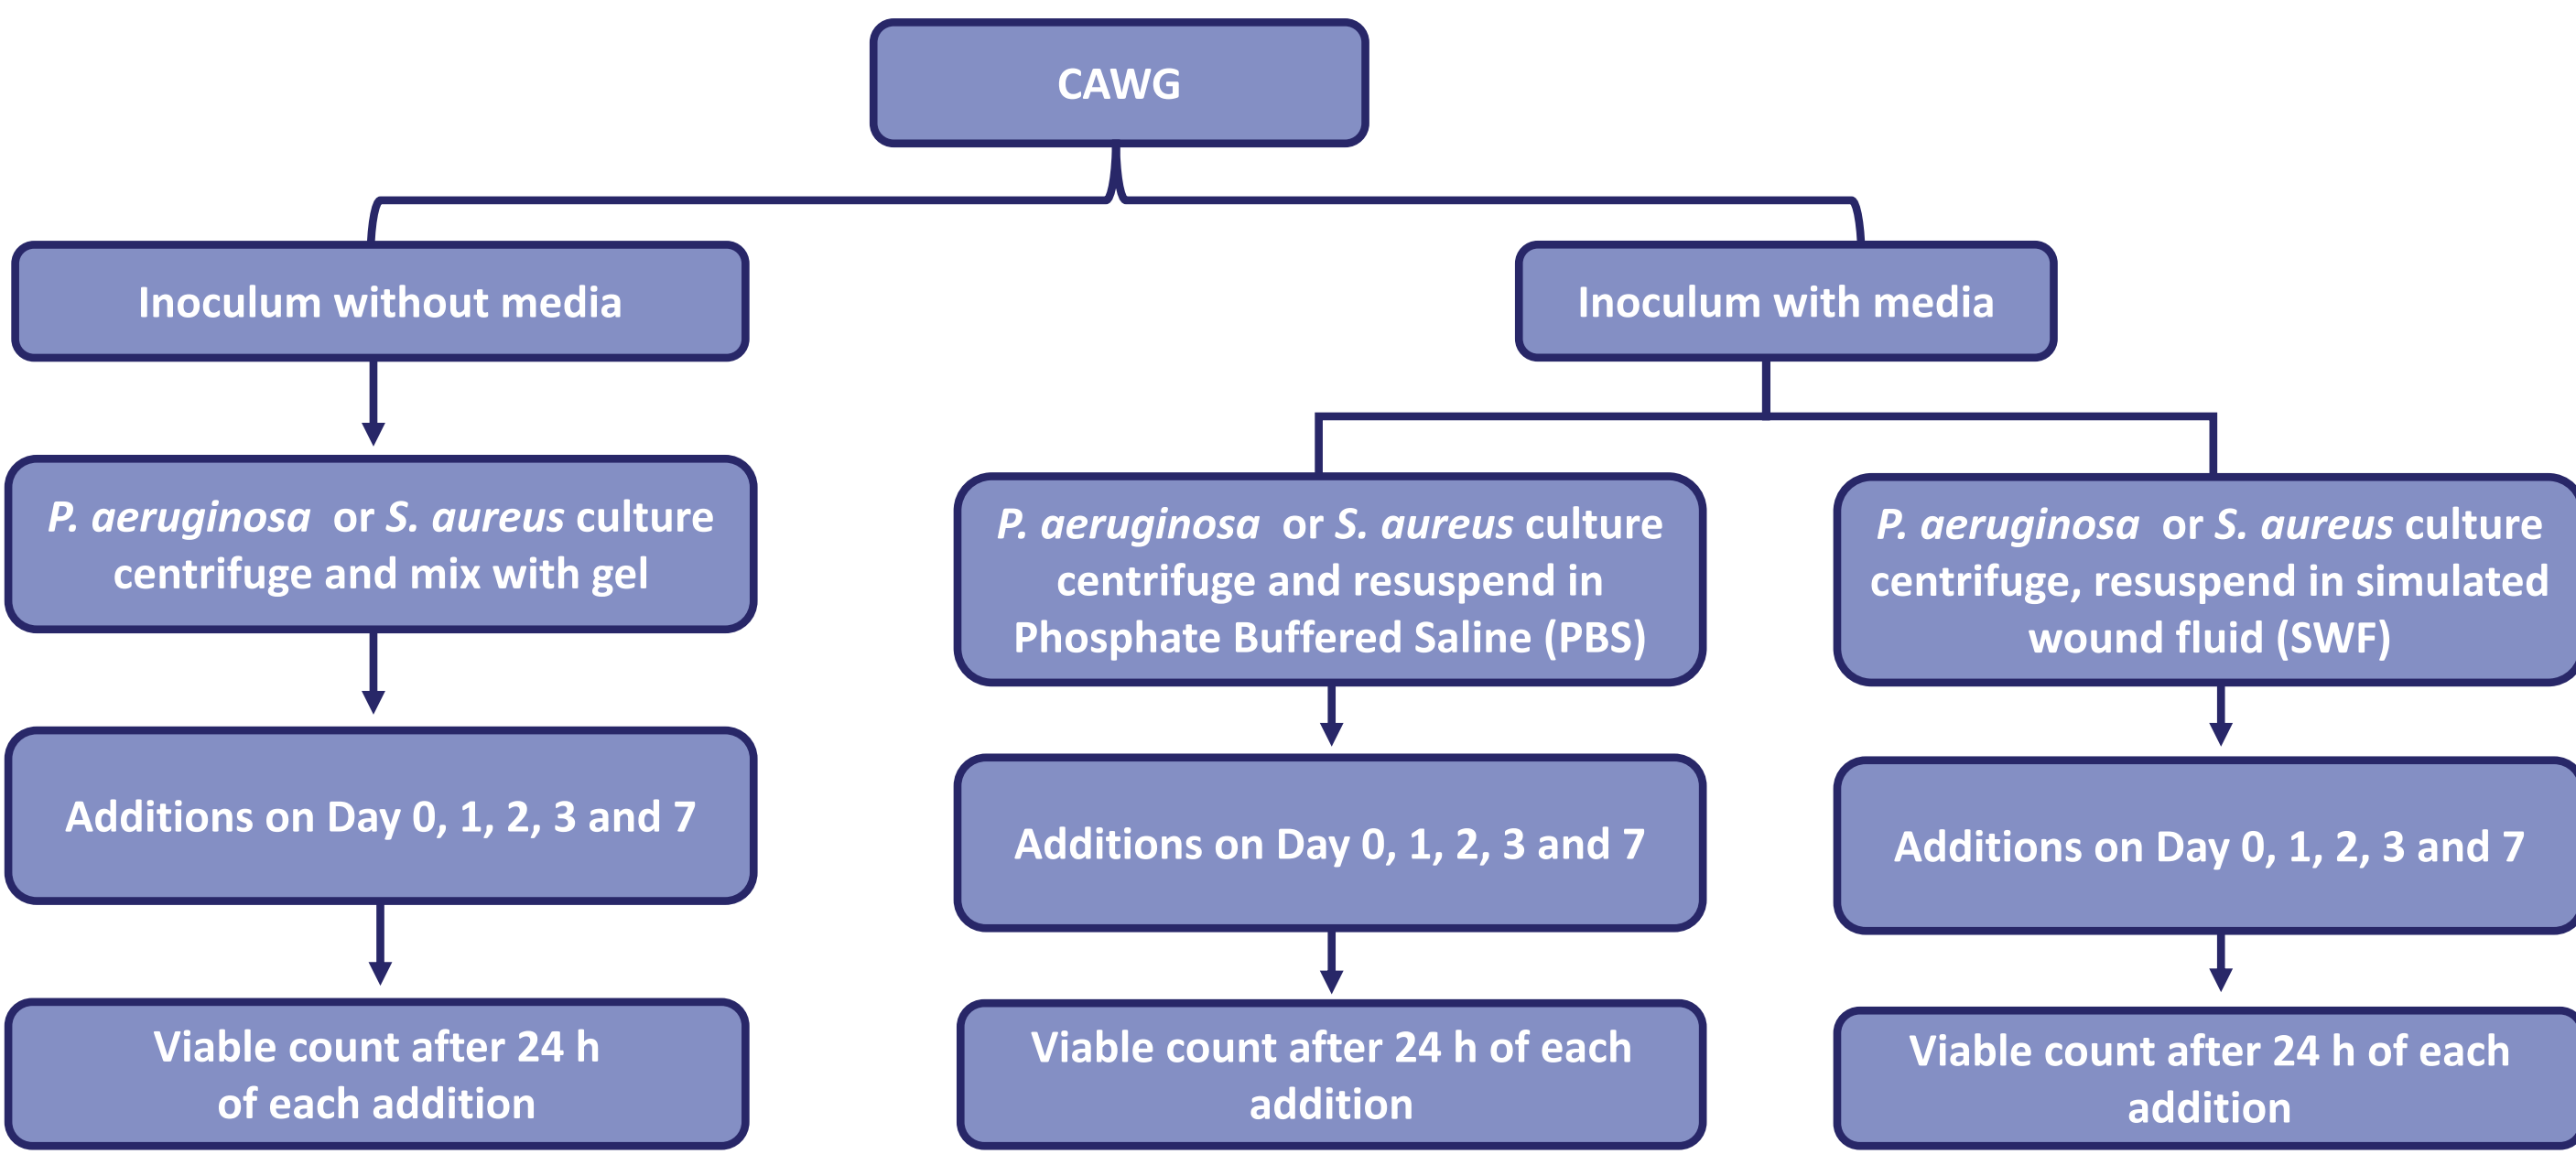 CAWG
Inoculum without media
Inoculum with media
P. aeruginosa or S. aureus culture
centrifuge and mix with gel
P. aeruginosa or S. aureus culture
centrifuge and resuspend in
Phosphate Buffered Saline (PBS)
P. aeruginosa or S. aureus culture
centrifuge, resuspend in simulated
wound fluid (SWF)
Additions on Day 0, 1, 2, 3 and 7
Additions on Day 0, 1, 2, 3 and 7
Additions on Day 0, 1, 2, 3 and 7
Viable count after 24 h
of each addition
Viable count after 24 h of each
addition
Viable count after 24 h of each
addition